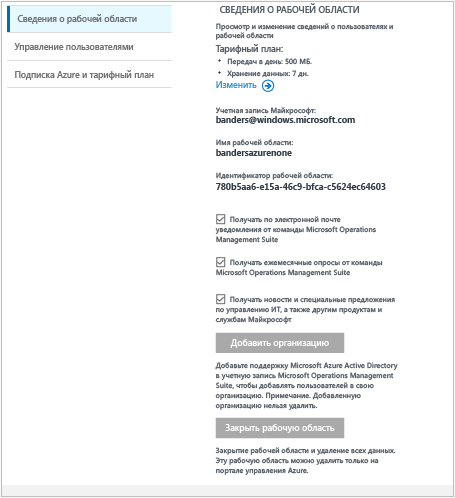 Сведения о рабочей области
Управление пользователями
Подписка Azure и тарифный план
СВЕДЕНИЯ О РАБОЧЕЙ ОБЛАСТИ
Просмотр и изменение сведений о пользователях и
рабочей области
Тарифный план:
• Передач в день: 500 МБ.
• Хранение данных: 7 дн.
Изменить
Учетная запись Майкрософт:
banders@windows.microsoft.com
Имя рабочей области:
bandersazurenone
Идентификатор рабочей области:
780b5aa6-e15a-46c9-bfca-c5624ec64603
Получать по электронной почте
уведомления от команды Microsoft Operations
Management Suite
Получать ежемесячные опросы от команды
Microsoft Operations Management Suite
Получать новости и специальные предложения
по управлению ИТ, а также другим продуктам и
службам Майкрософт
Добавить организацию
Добавьте поддержку Microsoft Azure Active Directory
в учетную запись Microsoft Operations Management
Suite, чтобы добавлять пользователей в свою
организацию. Примечание. Добавленную
организацию нельзя удалить.
Закрыть рабочую область
Закрытие рабочей области и удаление всех данных.
Эту рабочую область можно удалить только на
портале управления Azure.